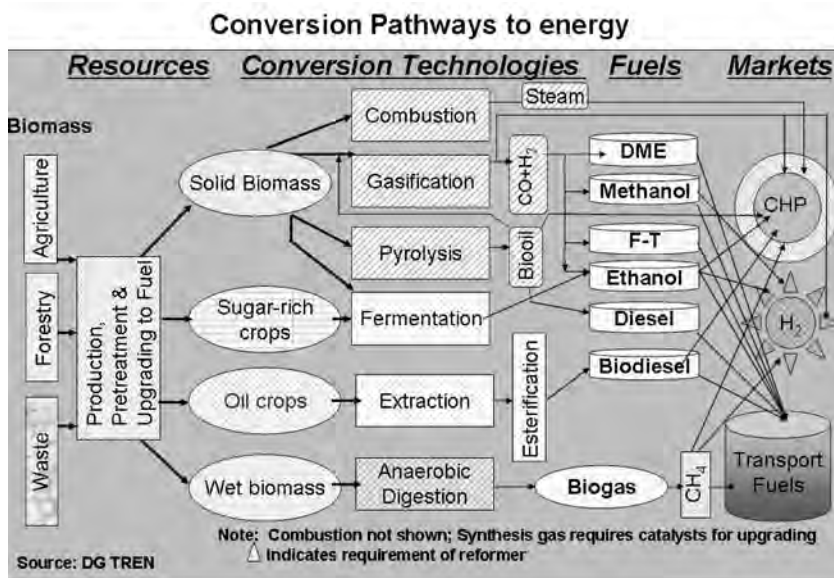 Conversion Pathways to energy
Resources
Conversion Technologies
Fuels
Markets
Biomass
Agriculture
Forestry
Waste
Production,
Pretreatment &
Upgrading to Fuel
Solid Biomass
Sugar-rich
crops
Oil crops
Wet biomass
Combustion
Gasification
Pyrolysis
Fermentation
Extraction
Anaerobic
Digestion
Steam
CO+H2
Biooil
Esterification
DME
Methanol
F-T
Ethanol
Diesel
Biodiesel
Biogas
CH4
CHP
H2
Transport
Fuels
Note: Combustion not shown; Synthesis gas requires catalysts for upgrading
Indicates requirement of reformer
Source: DG TREN